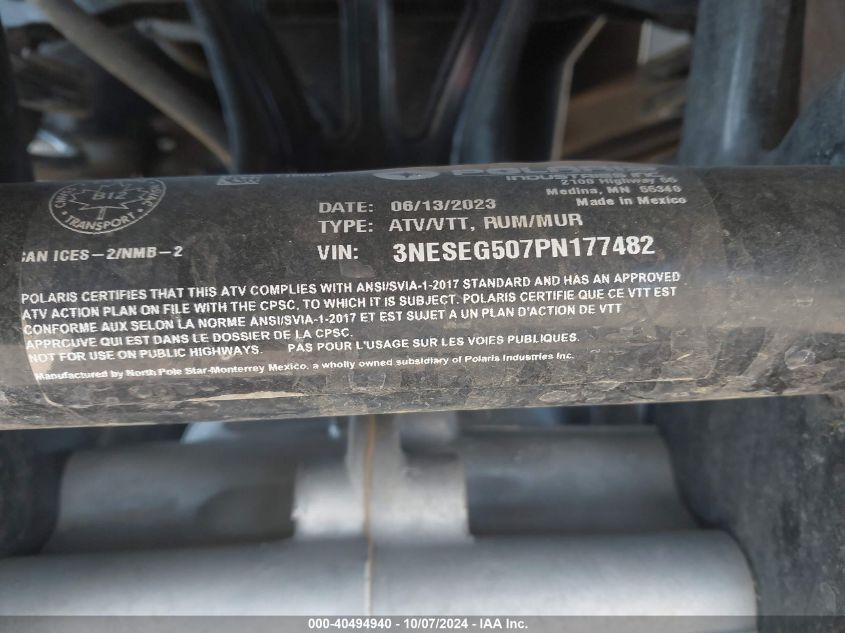 POLARIS
INDUSTRIES INC.
2100 Highway 55
Medina, MN 55340
Made in Mexico
TRANSPORT
DATE: 06/13/2023
TYPE: ATV/VTT, RUM/MUR
VIN: 3NESEG507PN177482
CAN ICES-2/NMB-2
POLARIS CERTIFIES THAT THIS ATV COMPLIES WITH ANSI/SVIA-1-2017 STANDARD AND HAS AN APPROVED
ATV ACTION PLAN ON FILE WITH THE CPSC, TO WHICH IT IS SUBJECT. POLARIS CERTIFIE QUE CE VTT EST
CONFORME AUX SELON LA NORME ANSI/SVIA-1-2017 ET EST SUJET A UN PLAN D'ACTION DE VTT
APPRCUVE QUI EST DANS LE DOSSIER DE LA CPSC.
NOT FOR USE ON PUBLIC HIGHWAYS. PAS POUR L'USAGE SUR LES VOIES PUBLIQUES.
Manufactured by North Pole Star-Monterrey Mexico, a wholly owned subsidiary of Polaris Industries Inc.
000-40494940 - 10/07/2024 - IAA Inc.